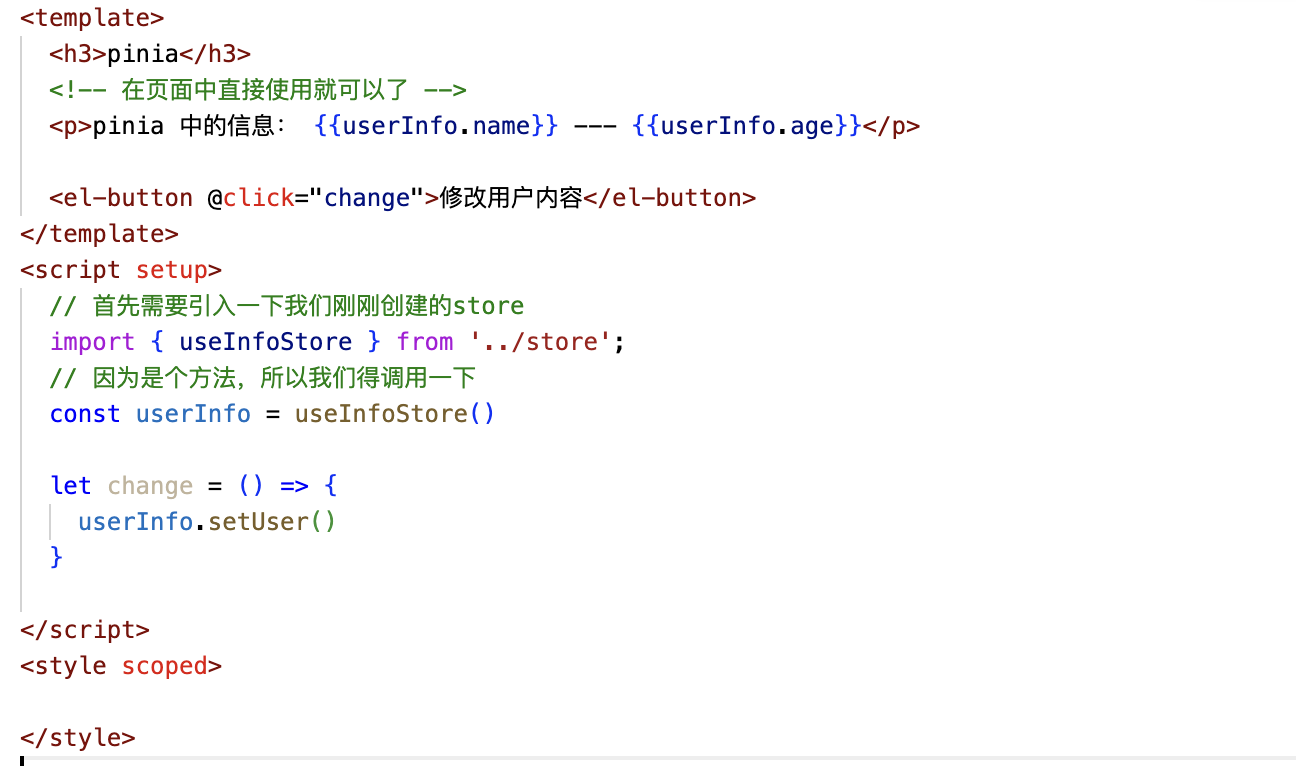 <template>
<h3>pinia</h3>
<!-- 在页面中直接使用就可以了 -->
<p>pinia 中的信息： {{userInfo.name}} --- {{userInfo.age}}</p>
<el-button @click="change">修改用户内容</el-button>
</template>
<script setup>
// 首先需要引入一下我们刚刚创建的store
import { useInfoStore } from '../store';
// 因为是个方法，所以我们得调用一下
const userInfo = useInfoStore()
let change = () => {
userInfo.setUser()
}
</script>
<style scoped>
</style>